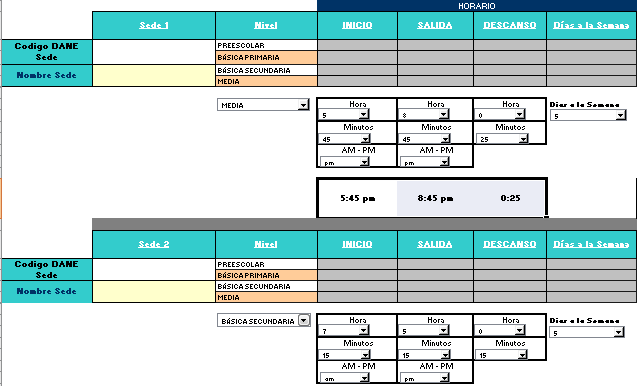 HORARIO
Sede 1 Nivel INICIO SALIDA DESCANSO Días a la Semana
Codigo DANE Sede PREESCOLAR
BÁSICA PRIMARIA
Nombre Sede BÁSICA SECUNDARIA
MEDIA
MEDIA Hora Hora Hora Días a la Semana
5 8 0 5
Minutos Minutos Minutos
45 45 25
AM - PM AM - PM
pm pm
5:45 pm 8:45 pm 0:25
Sede 2 Nivel INICIO SALIDA DESCANSO Días a la Semana
Codigo DANE Sede PREESCOLAR
BÁSICA PRIMARIA
Nombre Sede BÁSICA SECUNDARIA
MEDIA
BÁSICA SECUNDARIA Hora Hora Hora Días a la Semana
7 5 0 5
Minutos Minutos Minutos
15 15 15
AM - PM AM - PM
am pm